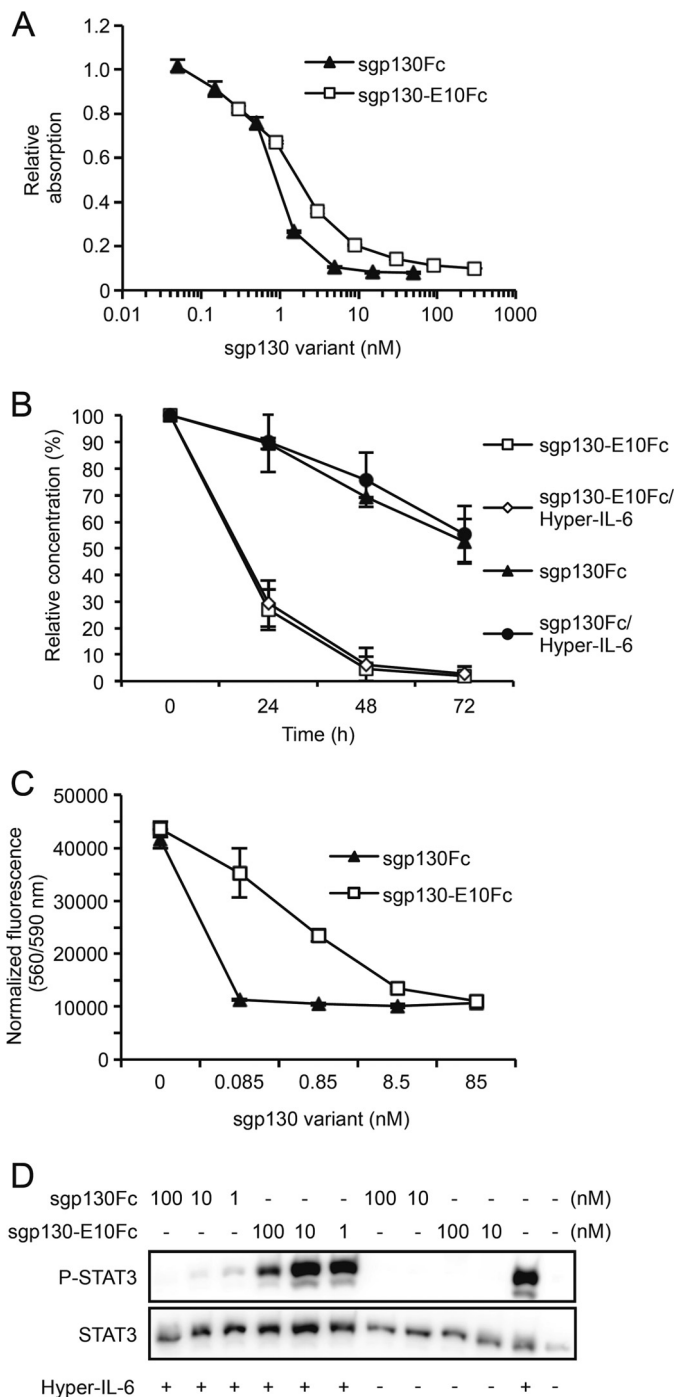 A
1.2
1.0
0.8
0.6
0.4
0.2
0
Relative
absorption
sgp130Fc
sgp130-E10Fc
0.01 0.1 1 10 100 1000
sgp130 variant (nM)
B
100
90
80
70
60
50
40
30
20
10
0
Relative concentration (%)
sgp130-E10Fc
sgp130-E10Fc/
Hyper-IL-6
sgp130Fc
sgp130Fc/
Hyper-IL-6
0 24 48 72
Time (h)
C
50000
40000
30000
20000
10000
0
Normalized fluorescence
(560/590 nm)
sgp130Fc
sgp130-E10Fc
0 0.085 0.85 8.5 85
sgp130 variant (nM)
D
sgp130Fc 100 10 1 - - - 100 10 - - - - (nM)
sgp130-E10Fc - - - 100 10 1 - - 100 10 - - (nM)
P-STAT3
STAT3
Hyper-IL-6 + + + + + + - - - - + -